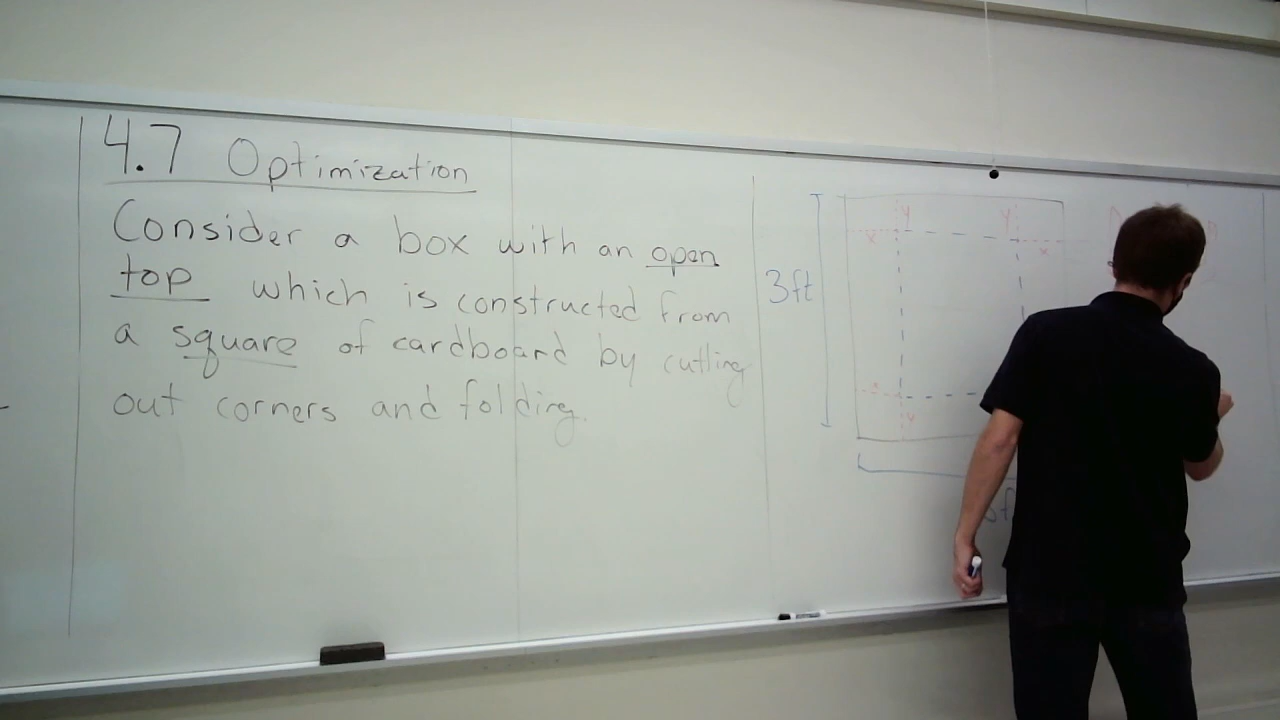 4.7 Optimization
Consider a box with an open
top which is constructed from
a square of cardboard by cutting
out corners and folding.
3ft
y
y
x
x